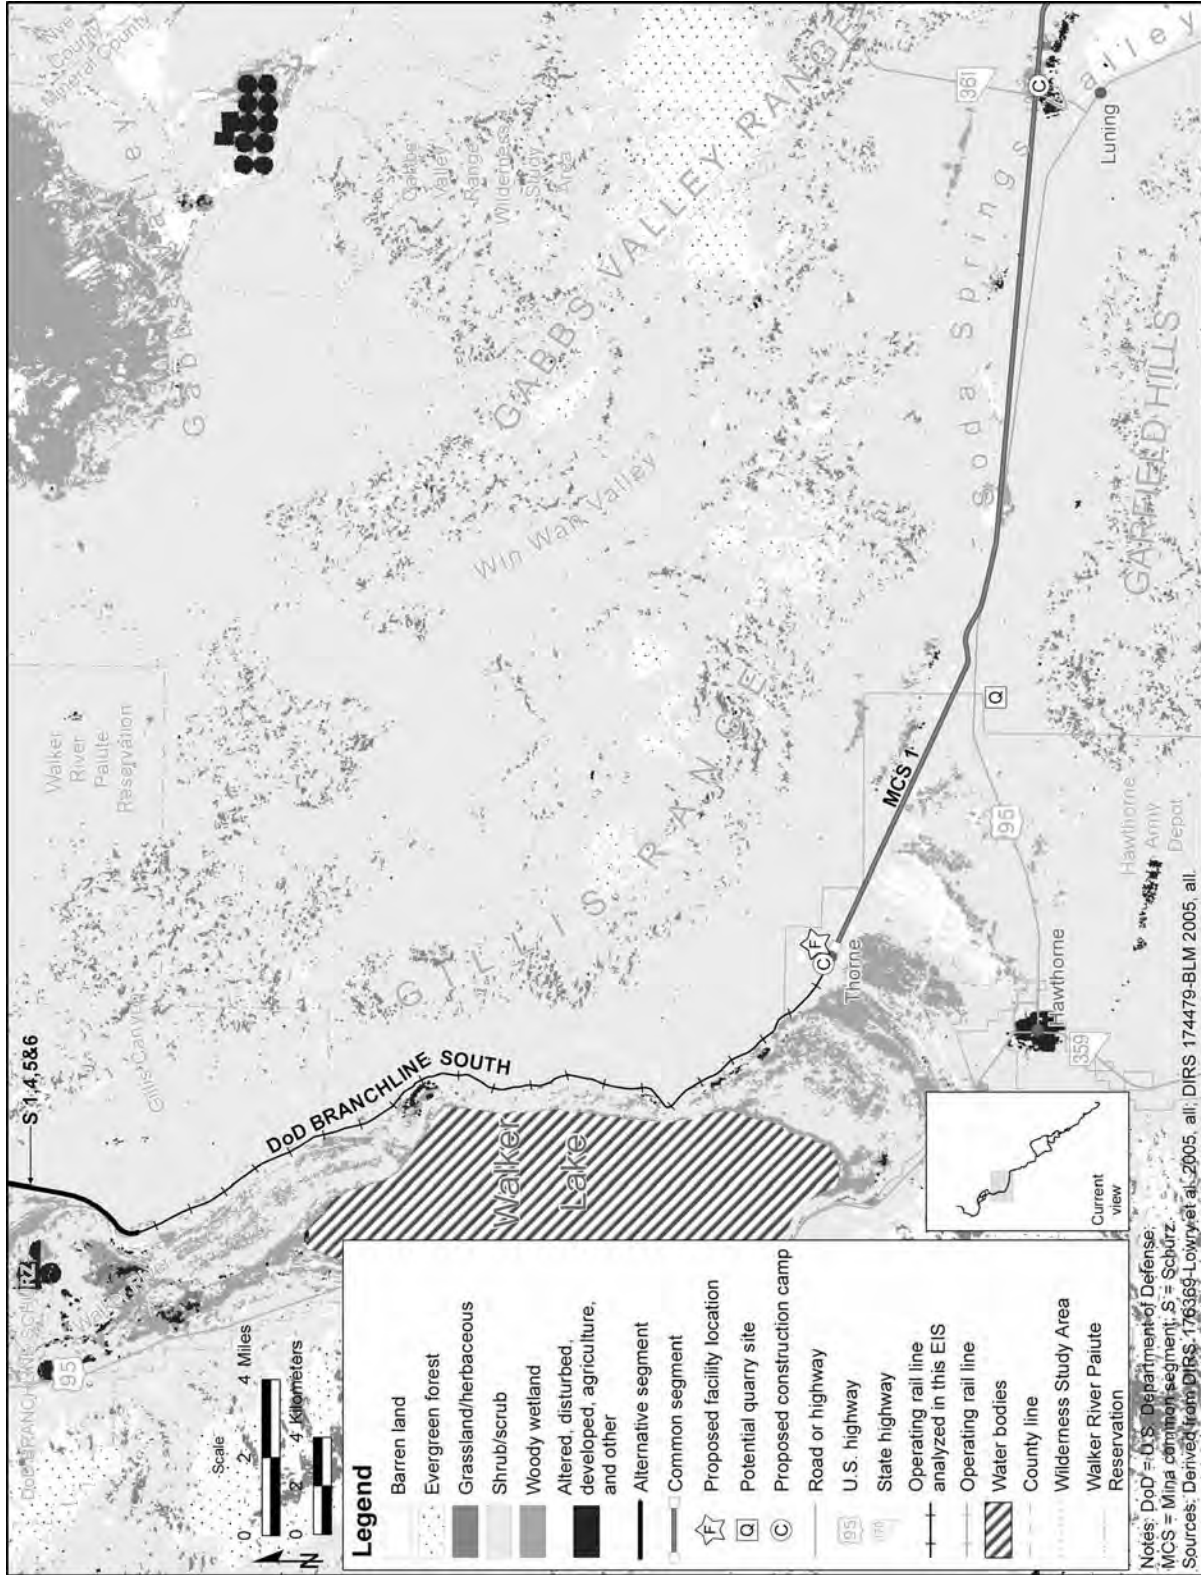 DoD BRANCHLINE SCHURZ
95
S 1,4,5&6
Walker
River
Paiute
Reservation
Gillis Canyon
Nye
County
Mineral County
Gabbs
Valley
DoD BRANCHLINE SOUTH
Walker
Lake
GILLIS
RANGE
Win Wan Valley
GABBS VALLEY RANGE
Gabbs
Valley
Range
Wilderness
Study
Area
C
F
Thorne
MCS 1
Q
95
Hawthorne
359
Hawthorne
Army
Depot
Soda Springs
Valley
GARFIELD HILLS
361
C
Luning
Scale
0 2 4 Miles
0 2 4 Kilometers
N
Legend
Barren land
Evergreen forest
Grassland/herbaceous
Shrub/scrub
Woody wetland
Altered, disturbed,
developed, agriculture,
and other
Alternative segment
Common segment
F Proposed facility location
Q Potential quarry site
C Proposed construction camp
Road or highway
95 U.S. highway
State highway
Operating rail line
analyzed in this EIS
Operating rail line
Water bodies
County line
Wilderness Study Area
Walker River Paiute
Reservation
Current
view
Notes: DoD = U.S. Department of Defense;
MCS = Mina common segment; S = Schurz.
Sources: Derived from DIRS 176369-Lowry et al. 2005, all; DIRS 174479-BLM 2005, all.